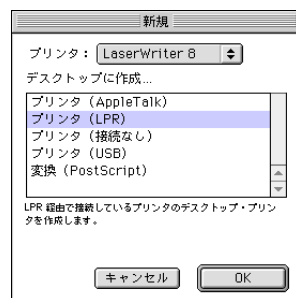 新規
プリンタ： LaserWriter 8
デスクトップに作成...
プリンタ (AppleTalk)
プリンタ (LPR)
プリンタ (接続なし)
プリンタ (USB)
変換 (PostScript)
LPR 経由で接続しているプリンタのデスクトップ・プリン
タを作成します。
キャンセル OK